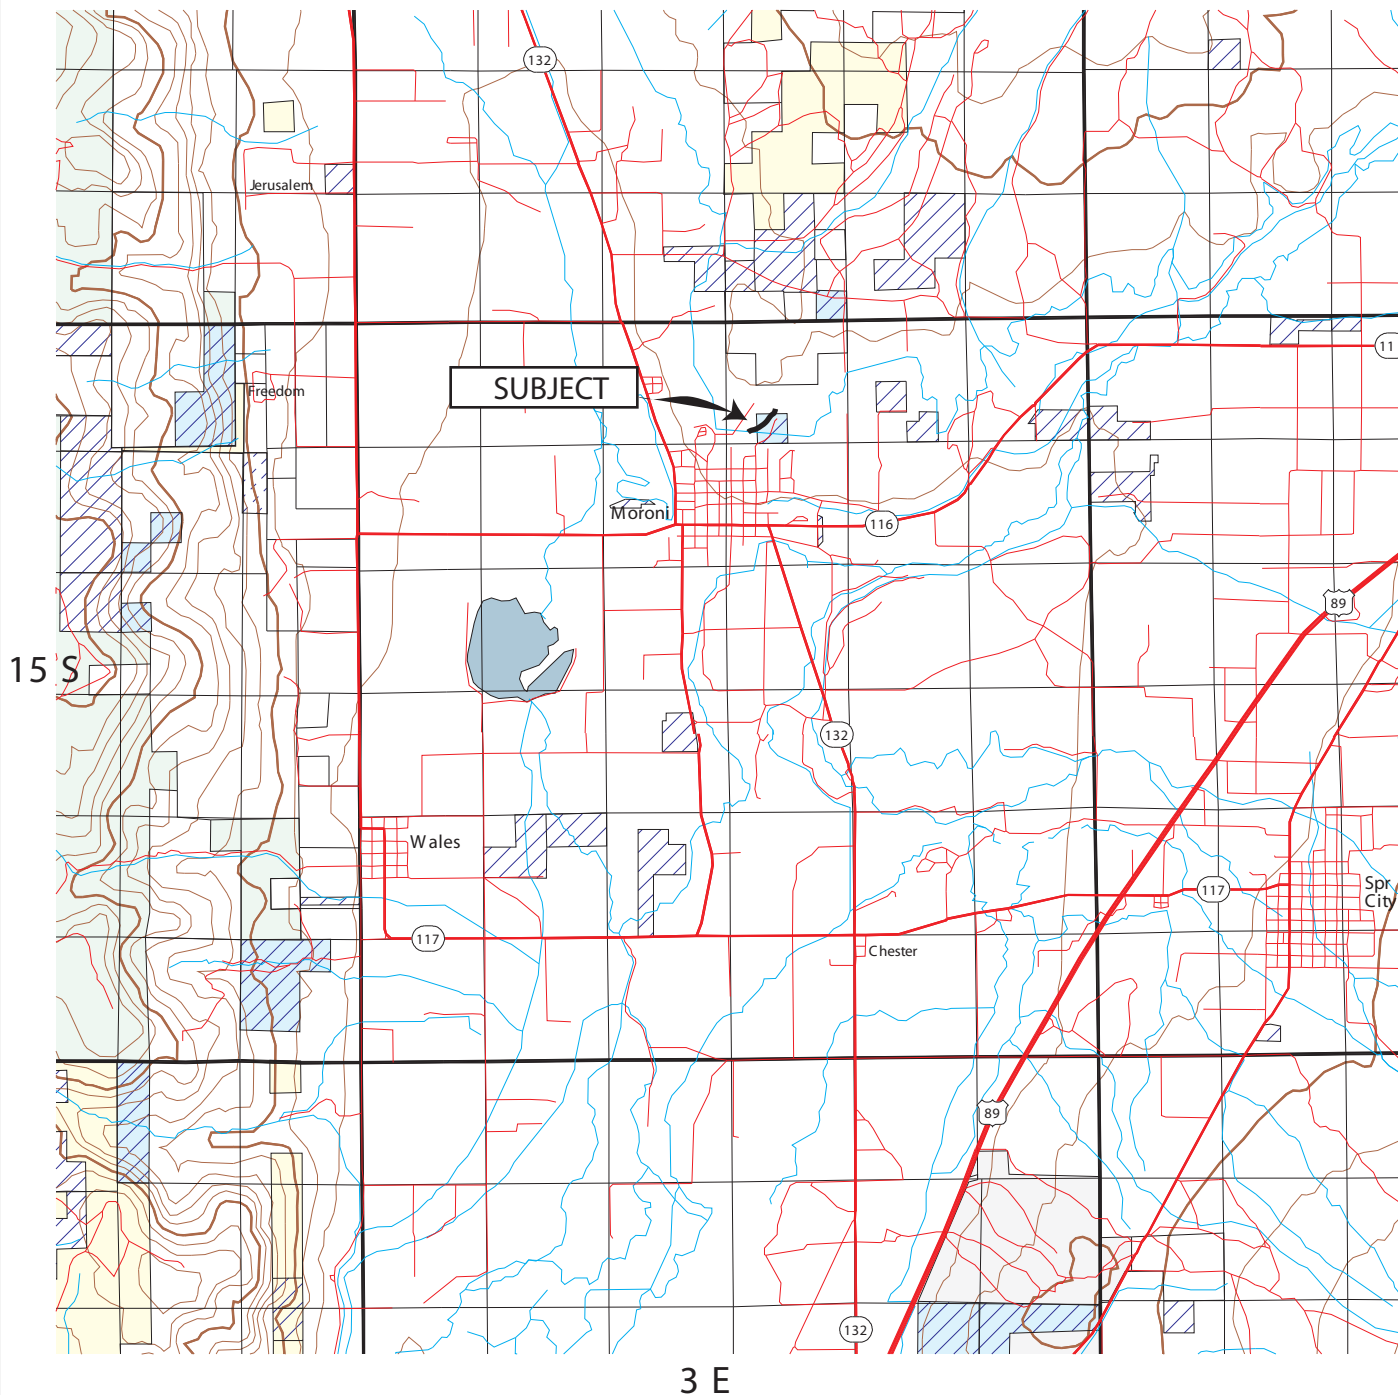 132
Jerusalem
11
SUBJECT
Freedom
Moroni
116
89
15 S
132
Wales
117
Spr
City
117
Chester
89
132
3 E